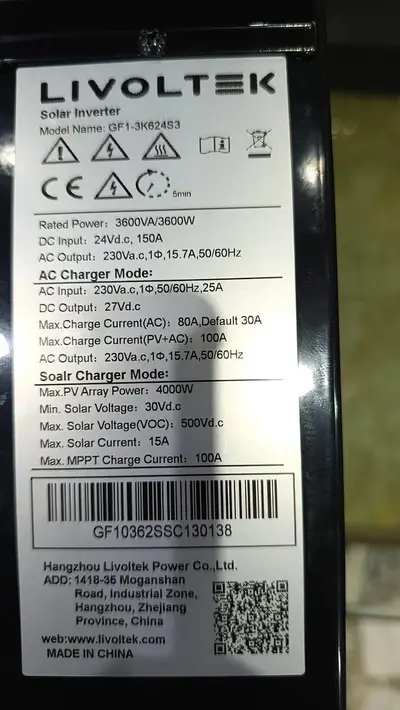 LIVOLTEK
Solar Inverter
Model Name: GF1-3K624S3
CE
5min
Rated Power: 3600VA/3600W
DC Input: 24Vd.c, 150A
AC Output: 230Va.c,1Φ,15.7A,50/60Hz
AC Charger Mode:
AC Input: 230Va.c,1Φ,50/60Hz,25A
DC Output: 27Vd.c
Max.Charge Current(AC): 80A,Default 30A
Max.Charge Current(PV+AC): 100A
AC Output: 230Va.c,1Φ,15.7A,50/60Hz
Soalr Charger Mode:
Max.PV Array Power: 4000W
Min. Solar Voltage: 30Vd.c
Max. Solar Voltage(VOC): 500Vd.c
Max. Solar Current: 15A
Max. MPPT Charge Current: 100A
GF10362SSC130138
Hangzhou Livoltek Power Co.,Ltd.
ADD: 1418-35 Moganshan
Road, Industrial Zone,
Hangzhou, Zhejiang
Province, China
web:www.livoltek.com
MADE IN CHINA